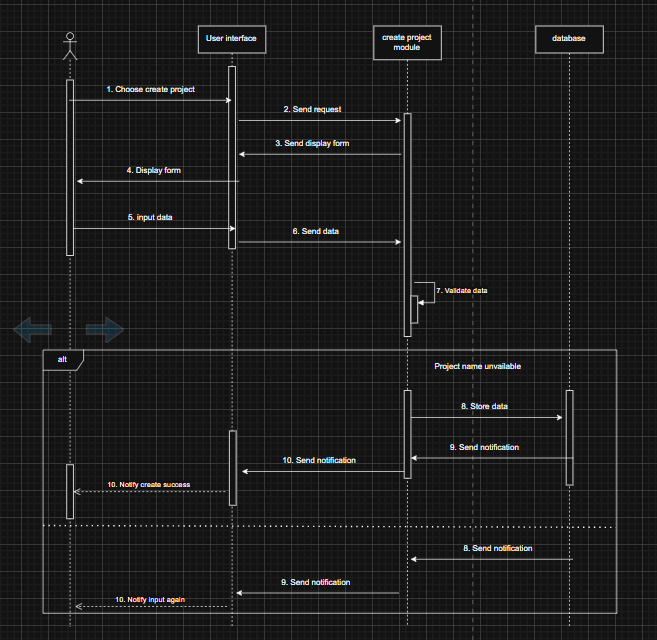 User interface
create project
module
database
1. Choose create project
2. Send request
3. Send display form
4. Display form
5. input data
6. Send data
7. Validate data
alt
Project name unvailable
8. Store data
9. Send notification
10. Send notification
10. Notify create success
8. Send notification
9. Send notification
10. Notify input again